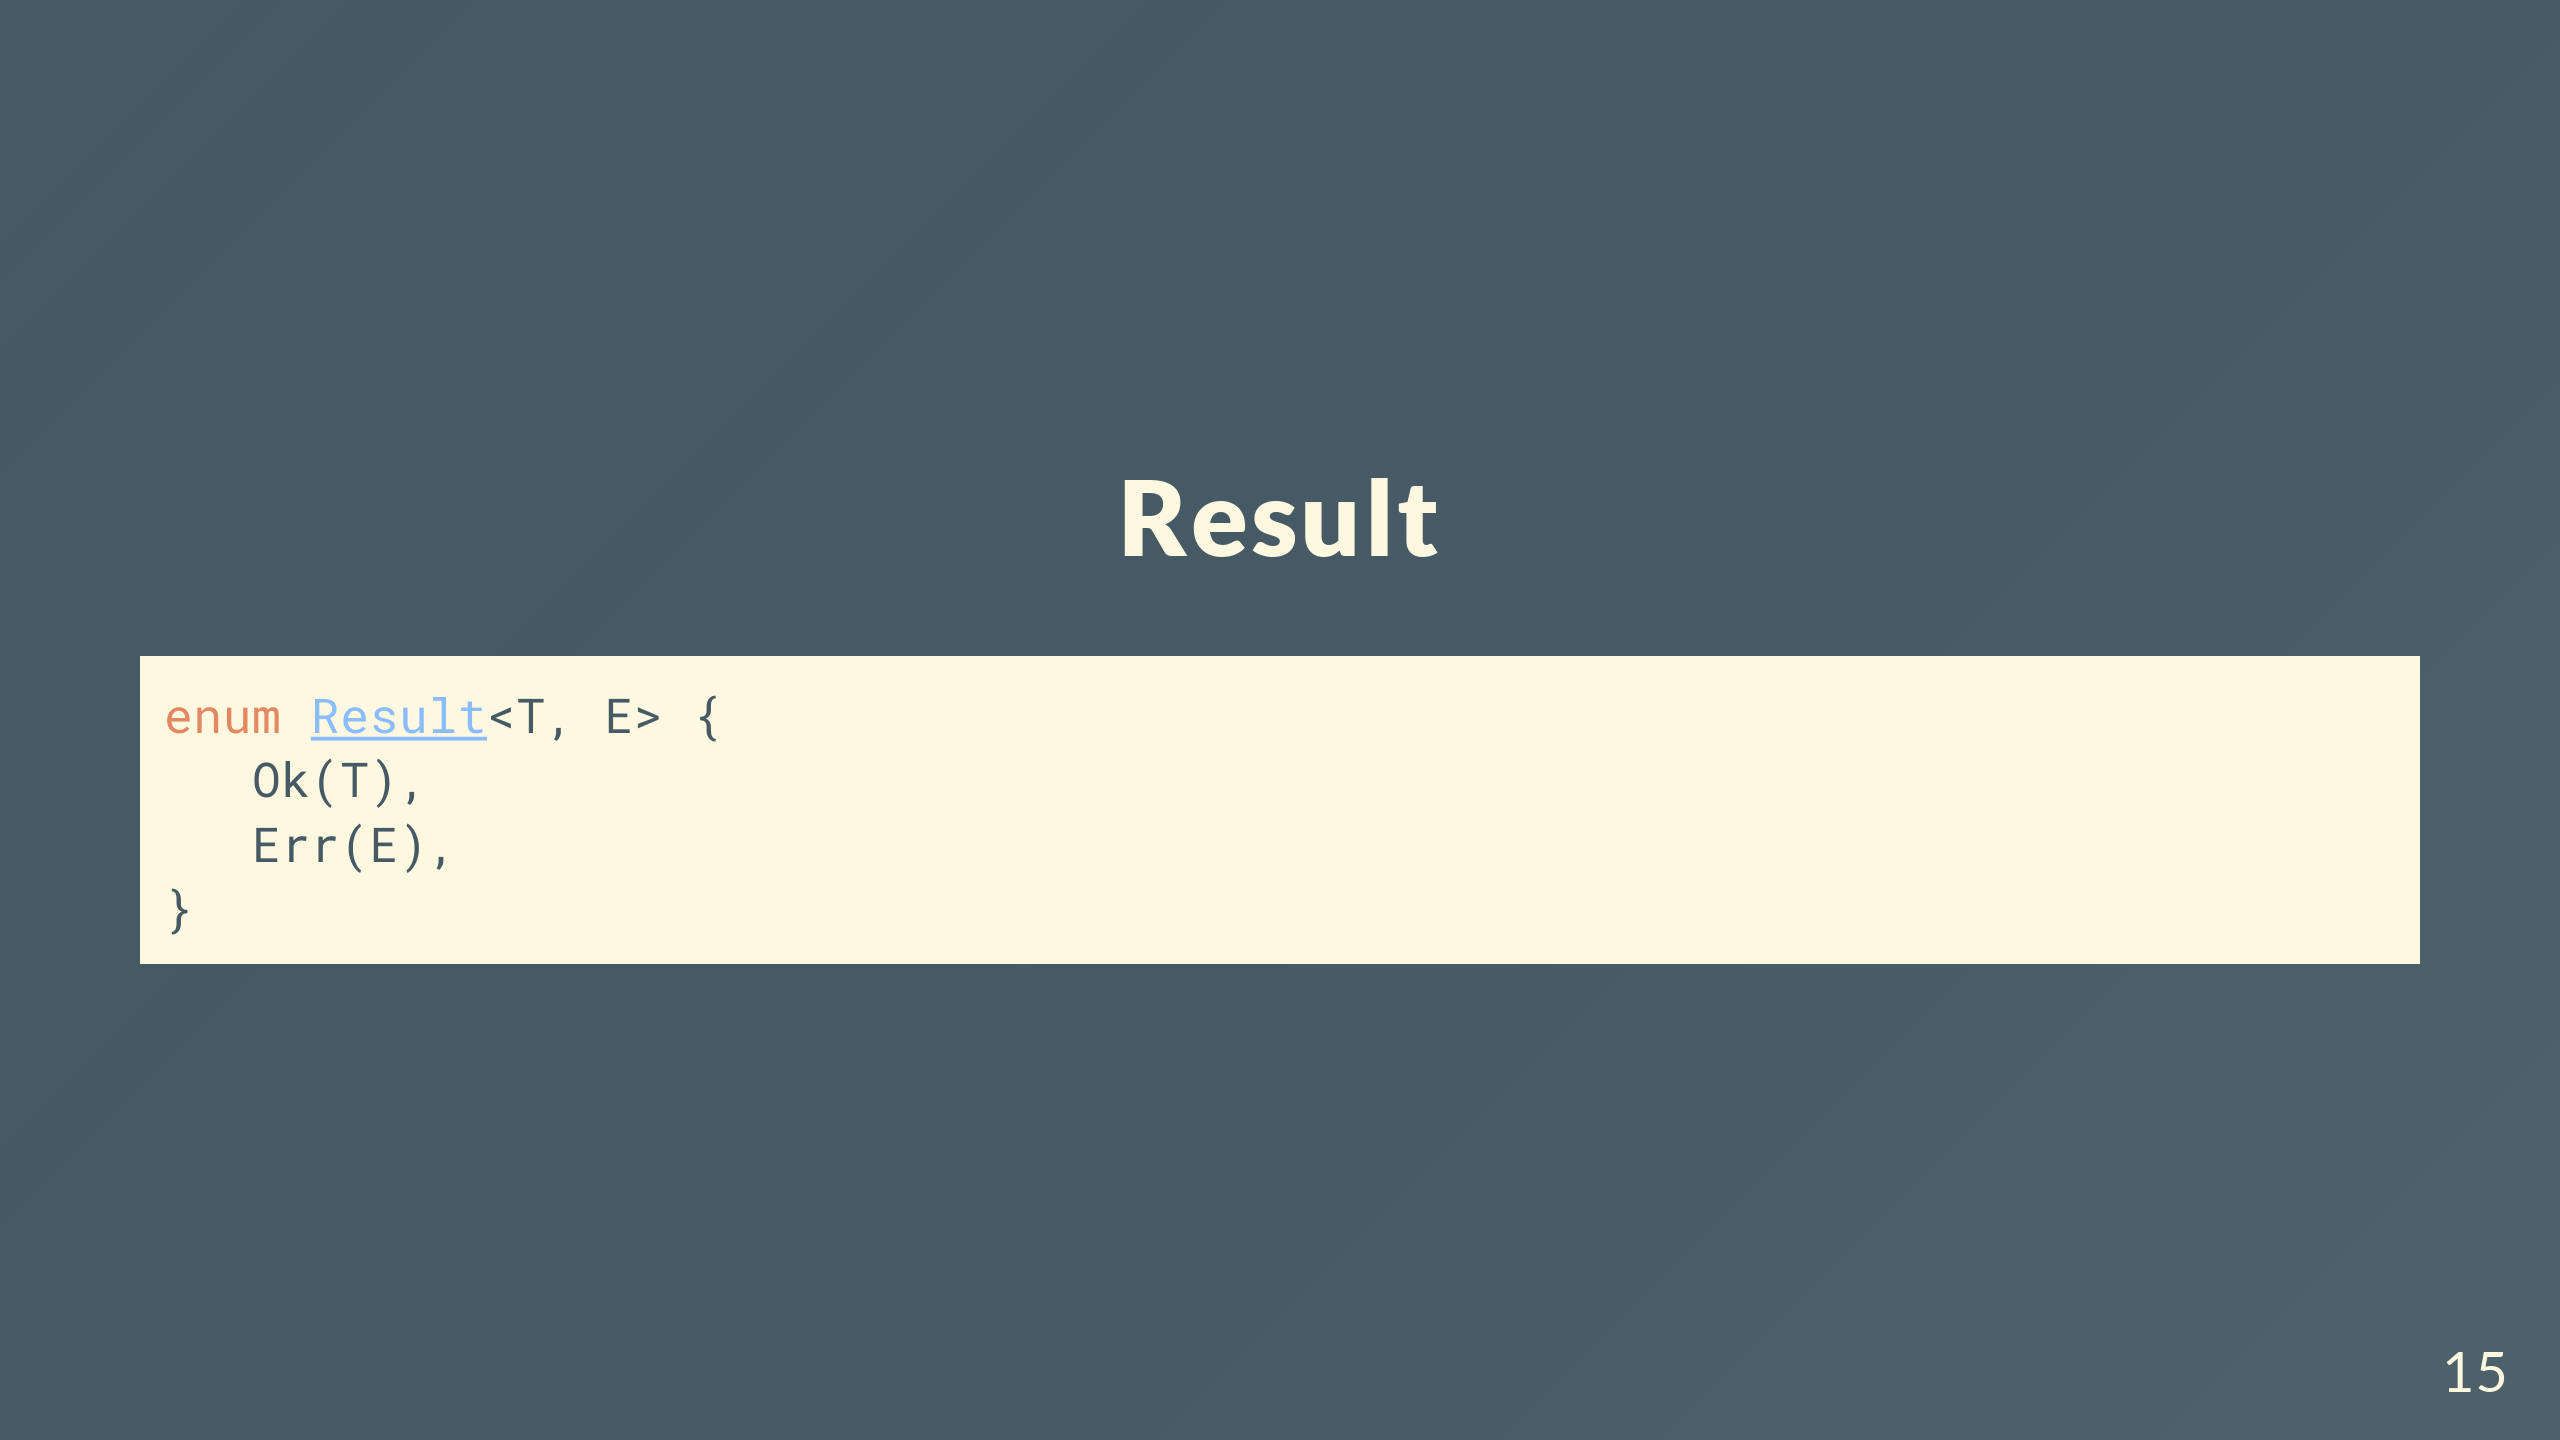 Result
enum Result<T, E> {
   Ok(T),
   Err(E),
}
15